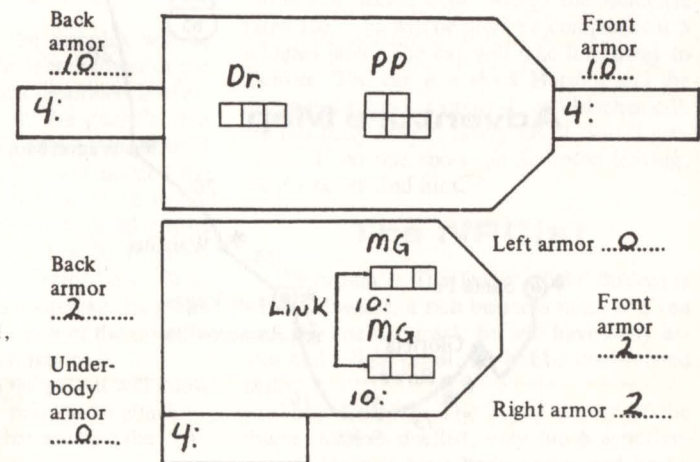 Back
armor
10
4:
Dr.
PP
Front
armor
10
4:
Back
armor
2
Under-
body
armor
0
LINK
MG
10:
MG
10:
4:
Left armor 0
Front
armor
2
Right armor 2